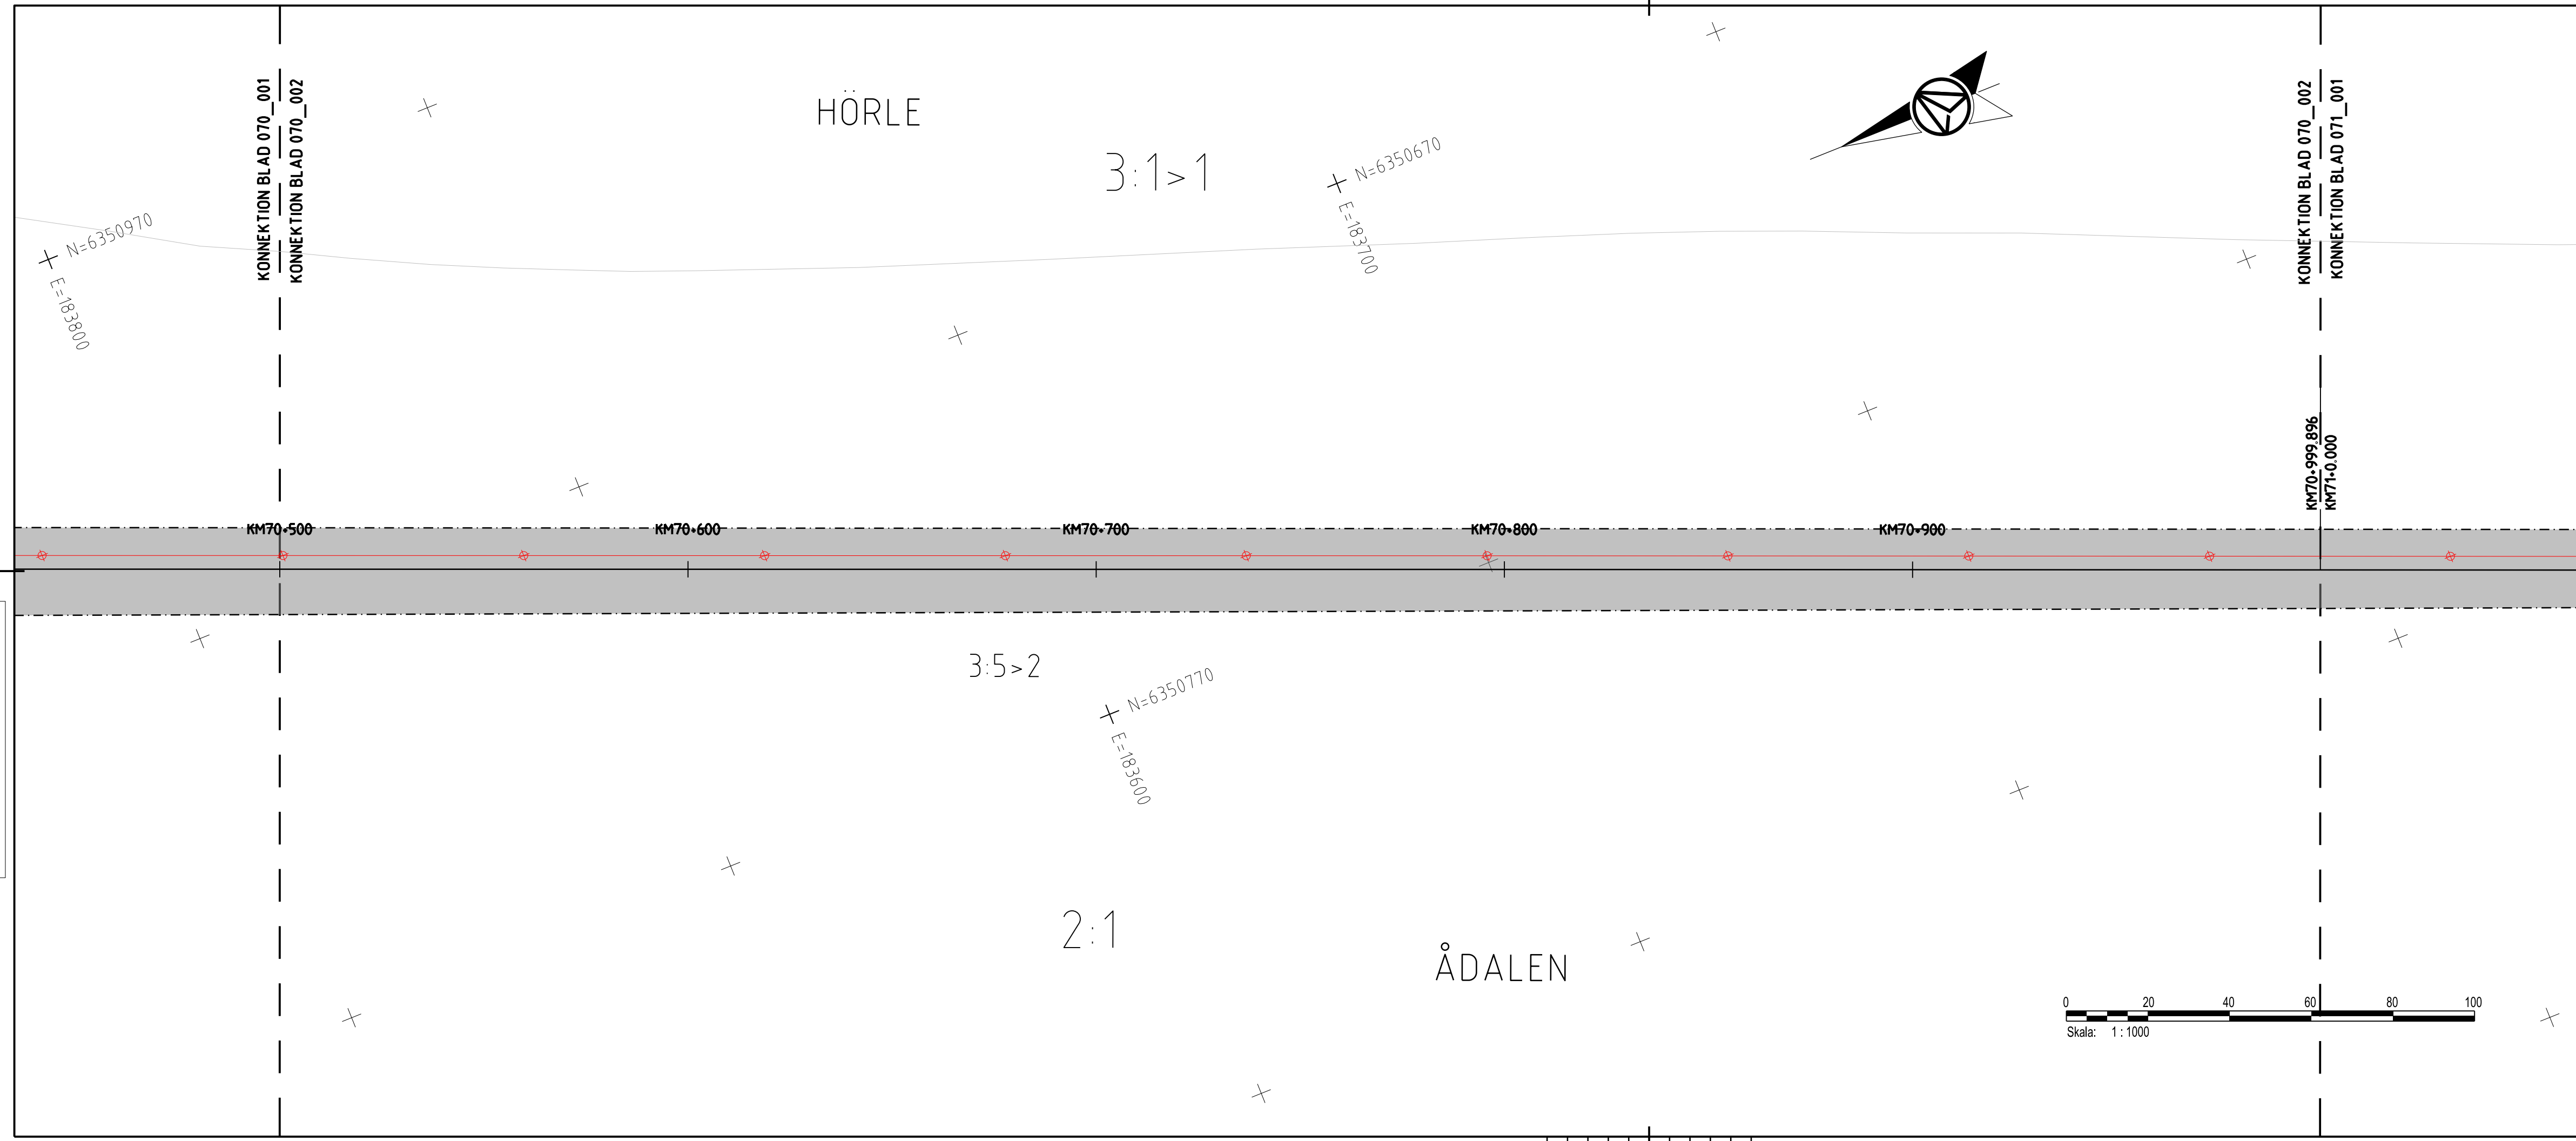 KONNEKTION BLAD 070_001
KONNEKTION BLAD 070_002
HÖRLE
3:1>1
N=6350670
E=183700
KONNEKTION BLAD 070_002
KONNEKTION BLAD 071_001
N=6350970
E=183800
KM70+999.896
KM71+0.000
KM70+500
KM70+600
KM70+700
KM70+800
KM70+900
3:5>2
N=6350770
E=183600
2:1
ÅDALEN
0 20 40 60 80 100
Skala: 1 : 1000